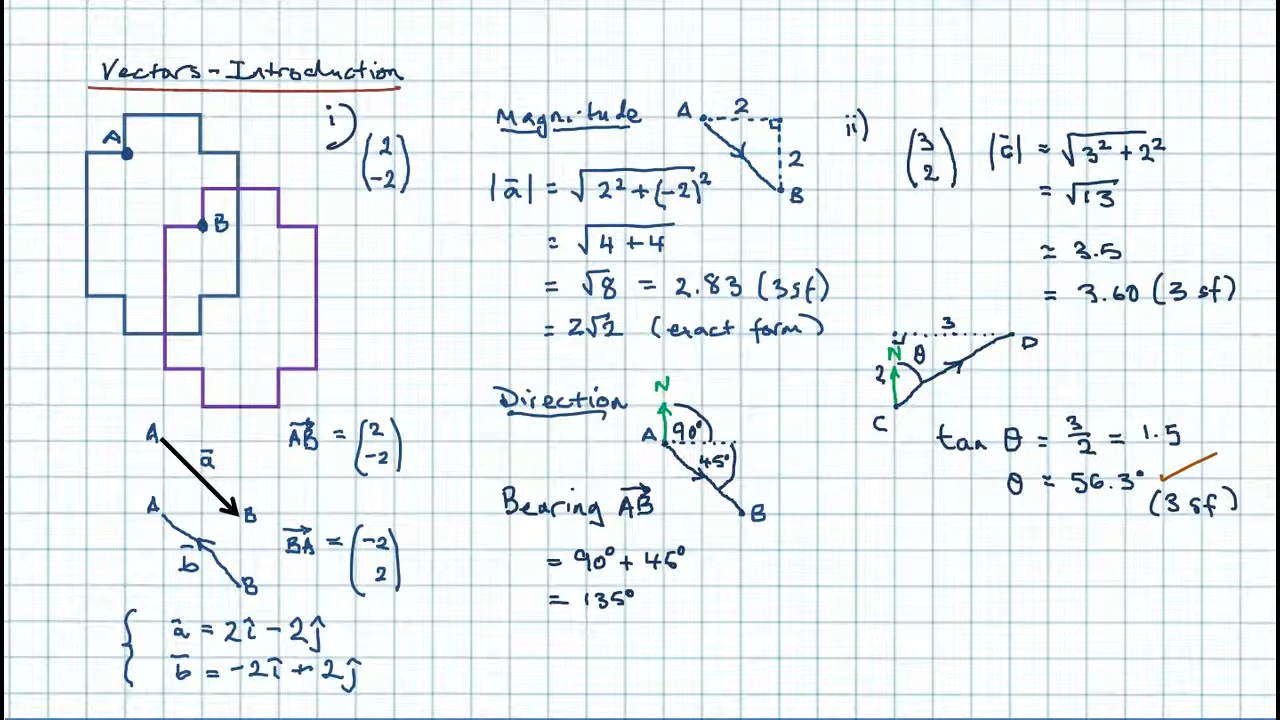 Vectors - Introduction
A
B
i)
(2
-2)
A
a̅
B
A⃗B⃗ = (2
-2)
A
b̅
B
B⃗A⃗ = (-2
2)
{ a̅ = 2î - 2ĵ
b̅ = -2î + 2ĵ
Magnitude
A 2
2
B
|a̅| = √(2² + (-2)²
= √4 + 4
= √8 = 2.83 (3sf)
= 2√2 (exact form)
Direction
N
A 90°
45°
B
Bearing A⃗B⃗
= 90° + 45°
= 135°
ii)
(3
2)
|c̅| = √3² + 2²
= √13
≈ 3.5
= 3.60 (3 sf)
3
D
N θ
2
C
tan θ = 3/2 = 1.5
θ = 56.3°
(3 sf)